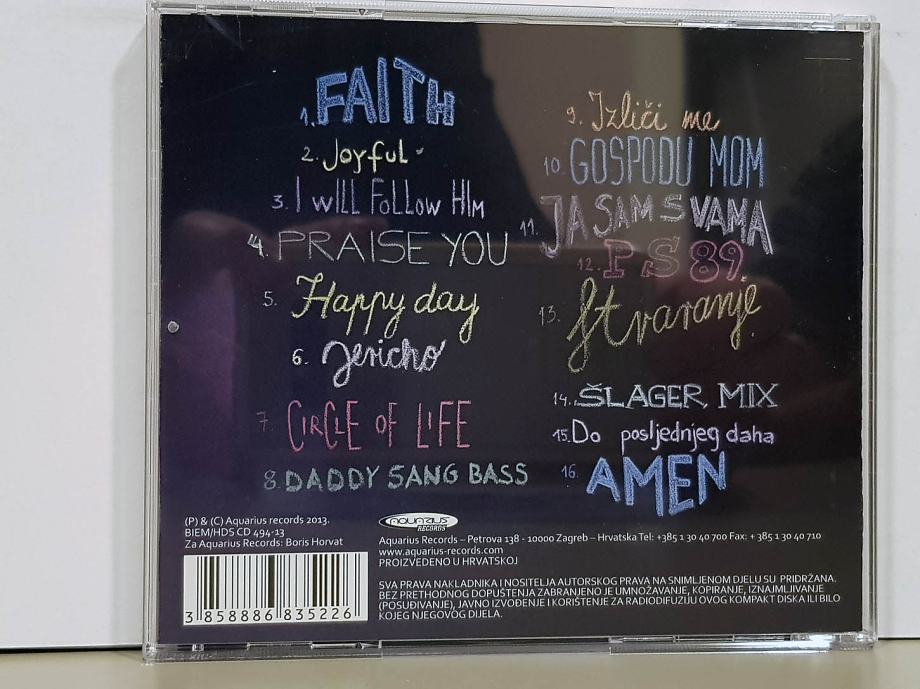 1. FAITH
2. Joyful
3. I WILL FOLLOW HIM
4. PRAISE YOU
5. Happy day
6. Jericho
7. CIRCLE OF LIFE
8. DADDY SANG BASS
9. Izliči me
10. GOSPODU MOM
11. JA SAM S VAMA
12. PS 89
13. Stvaranje
14. ŠLAGER MIX
15. Do posljednjeg daha
16. AMEN
(P) & (C) Aquarius records 2013.
BIEM/HDS CD 494-13
Za Aquarius Records: Boris Horvat
3 858886 835226
AQUARIUS
RECORDS
Aquarius Records – Petrova 138 - 10000 Zagreb – Hrvatska Tel: +385 1 30 40 700 Fax: + 385 1 30 40 710
www.aquarius-records.com
PROIZVEDENO U HRVATSKOJ
SVA PRAVA NAKLADNIKA I NOSITELJA AUTORSKOG PRAVA NA SNIMLJENOM DJELU SU PRIDRŽANA.
BEZ PRETHODNOG DOPUŠTENJA ZABRANJENO JE UMNOŽAVANJE, KOPIRANJE, IZNAJMLJIVANJE
(POSUĐIVANJE), JAVNO IZVOĐENJE I KORIŠTENJE ZA RADIODIFUZIJU OVOG KOMPAKT DISKA ILI BILO
KOJEG NJEGOVOG DIJELA.